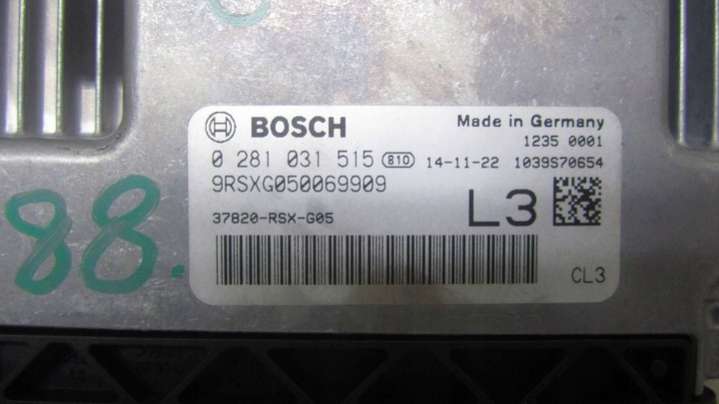 BOSCH
Made in Germany
1235 0001
0 281 031 515 810 14-11-22 1039S70654
9RSXG050069909
37820-RSX-G05
L3
CL3
88.